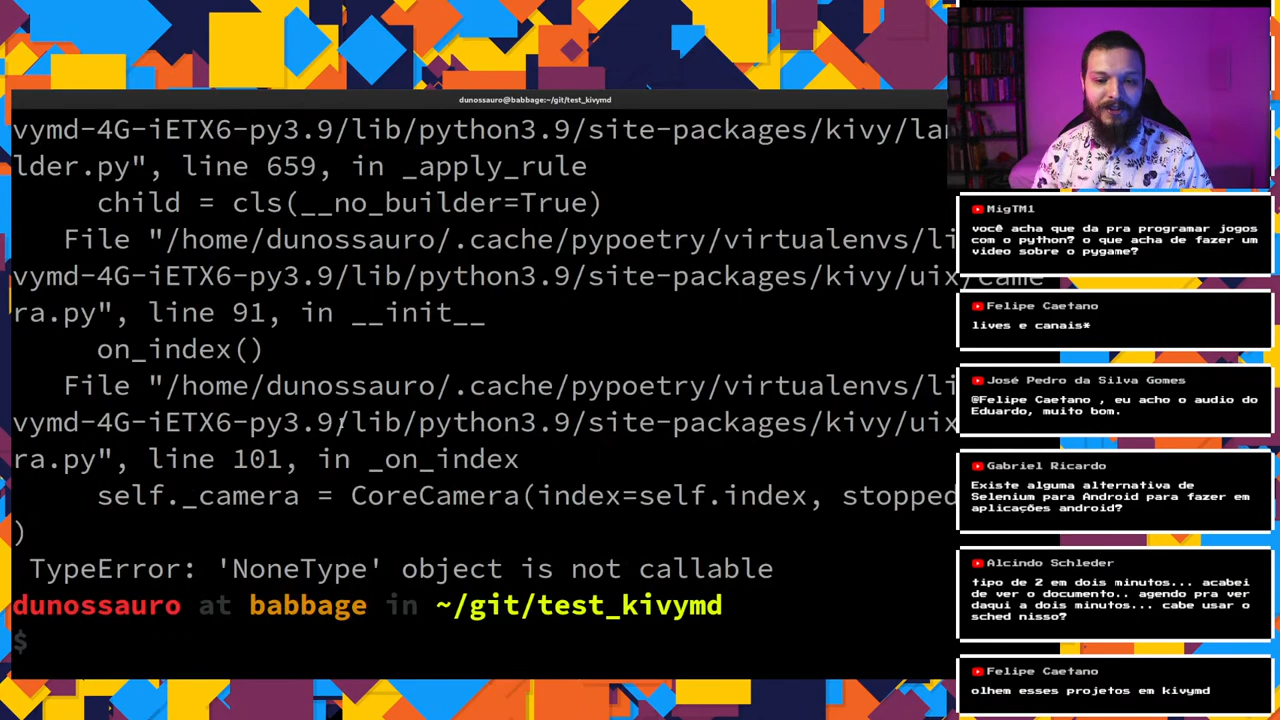 dunossauro@babbage:~/git/test_kivymd
vymd-4G-iETX6-py3.9/lib/python3.9/site-packages/kivy/lan
lder.py", line 659, in _apply_rule
child = cls(__no_builder=True)
File "/home/dunossauro/.cache/pypoetry/virtualenvs/li
vymd-4G-iETX6-py3.9/lib/python3.9/site-packages/kivy/uix/came
ra.py", line 91, in __init__
on_index()
File "/home/dunossauro/.cache/pypoetry/virtualenvs/li
vymd-4G-iETX6-py3.9/lib/python3.9/site-packages/kivy/uix
ra.py", line 101, in _on_index
self._camera = CoreCamera(index=self.index, stopped
)
TypeError: 'NoneType' object is not callable
dunossauro at babbage in ~/git/test_kivymd
$
MigTM1
você acha que da pra programar jogos
com o python? o que acha de fazer um
video sobre o pygame?
Felipe Caetano
lives e canais*
José Pedro da Silva Gomes
@Felipe Caetano , eu acho o audio do
Eduardo, muito bom.
Gabriel Ricardo
Existe alguma alternativa de
Selenium para Android para fazer em
aplicações android?
Alcindo Schleder
tipo de 2 em dois minutos... acabei
de ver o documento.. agendo pra ver
daqui a dois minutos... cabe usar o
sched nisso?
Felipe Caetano
olhem esses projetos em kivymd